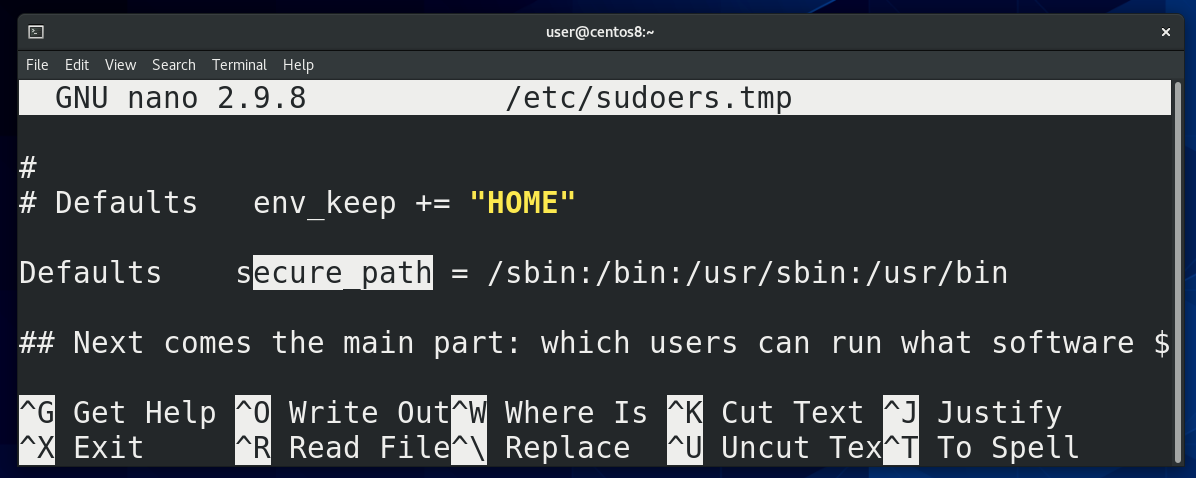 user@centos8:~
File Edit View Search Terminal Help
GNU nano 2.9.8 /etc/sudoers.tmp
#
# Defaults env_keep += "HOME"
Defaults secure_path = /sbin:/bin:/usr/sbin:/usr/bin
## Next comes the main part: which users can run what software $
^G Get Help ^O Write Out ^W Where Is ^K Cut Text ^J Justify
^X Exit ^R Read File ^\ Replace ^U Uncut Tex ^T To Spell